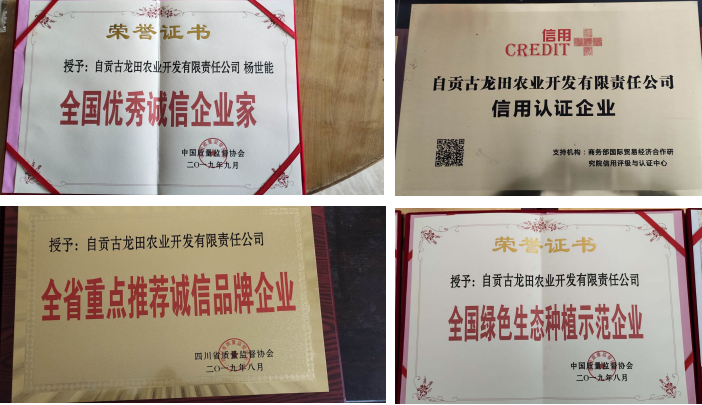 荣誉证书
授予：自贡古龙田农业开发有限责任公司 杨世能
全国优秀诚信企业家
中国质量监督协会
二〇一九年九月
信用
CREDIT
自贡古龙田农业开发有限责任公司
信用认证企业
支持机构：商务部国际贸易经济合作研
究院信用评级与认证中心
授予：自贡古龙田农业开发有限责任公司
全省重点推荐诚信品牌企业
四川省质量监督协会
二〇一九年八月
荣誉证书
授予：自贡古龙田农业开发有限责任公司
全国绿色生态种植示范企业
中国质量监督协会
二〇一九年八月